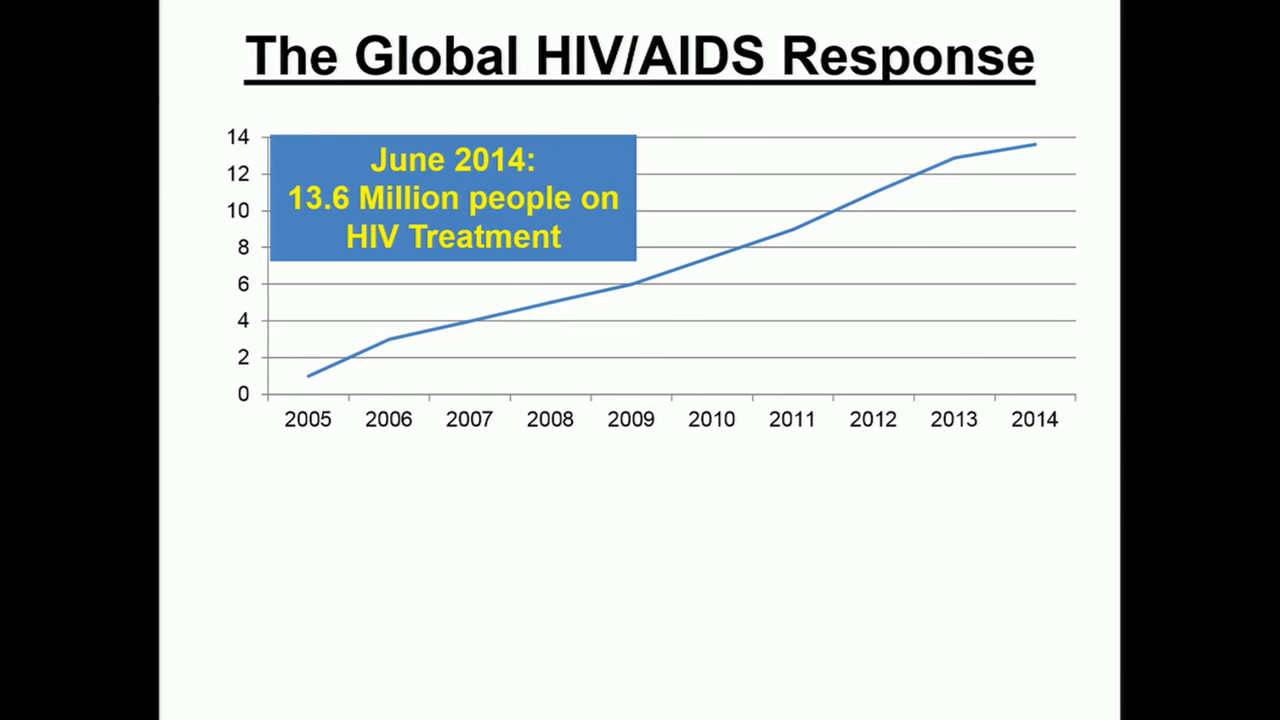 The Global HIV/AIDS Response
June 2014:
13.6 Million people on
HIV Treatment
14
12
10
8
6
4
2
0
2005 2006 2007 2008 2009 2010 2011 2012 2013 2014